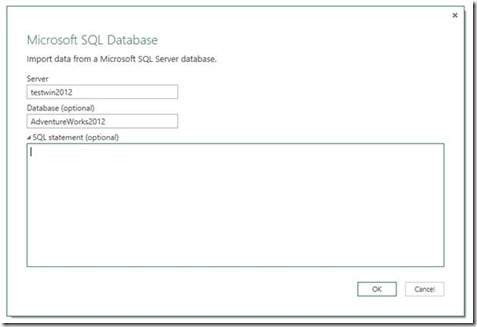 Microsoft SQL Database
Import data from a Microsoft SQL Server database.
Server
testwin2012
Database (optional)
AdventureWorks2012
SQL statement (optional)
OK
Cancel